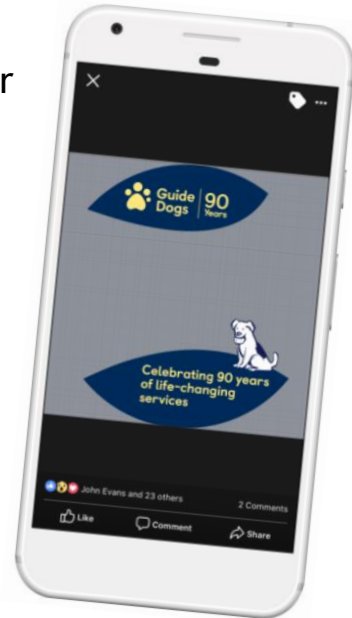 r
Guide
Dogs
90
Years
Celebrating 90 years
of life-changing
services
John Evans and 23 others
2 Comments
Like
Comment
Share